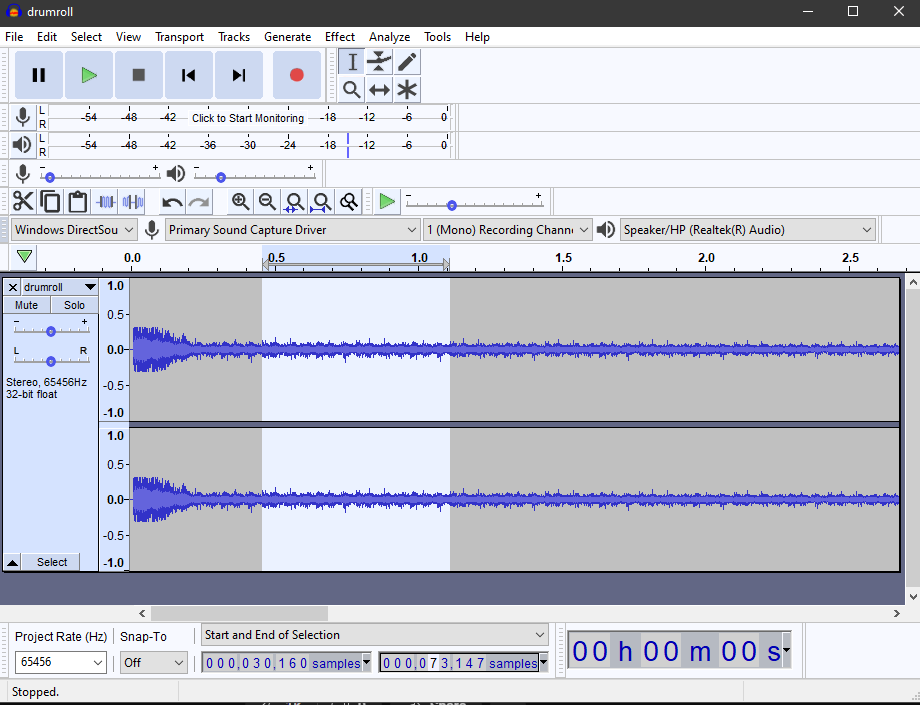 drumroll
File Edit Select View Transport Tracks Generate Effect Analyze Tools Help
L
R
-54 -48 -42 Click to Start Monitoring -18 -12 -6 0
L
R
-54 -48 -42 -36 -30 -24 -18 -12 -6 0
- + - +
- +
Windows DirectSou Primary Sound Capture Driver 1 (Mono) Recording Chann Speaker/HP (Realtek(R) Audio)
0.0 0.5 1.0 1.5 2.0 2.5
drumroll
Mute Solo
- +
L R
Stereo, 65456Hz
32-bit float
Select
1.0
0.5
0.0
-0.5
-1.0
1.0
0.5
0.0
-0.5
-1.0
Project Rate (Hz) Snap-To Start and End of Selection
65456 Off 000,030,160 samples 000,073,147 samples 00 h 00 m 00 s
Stopped.